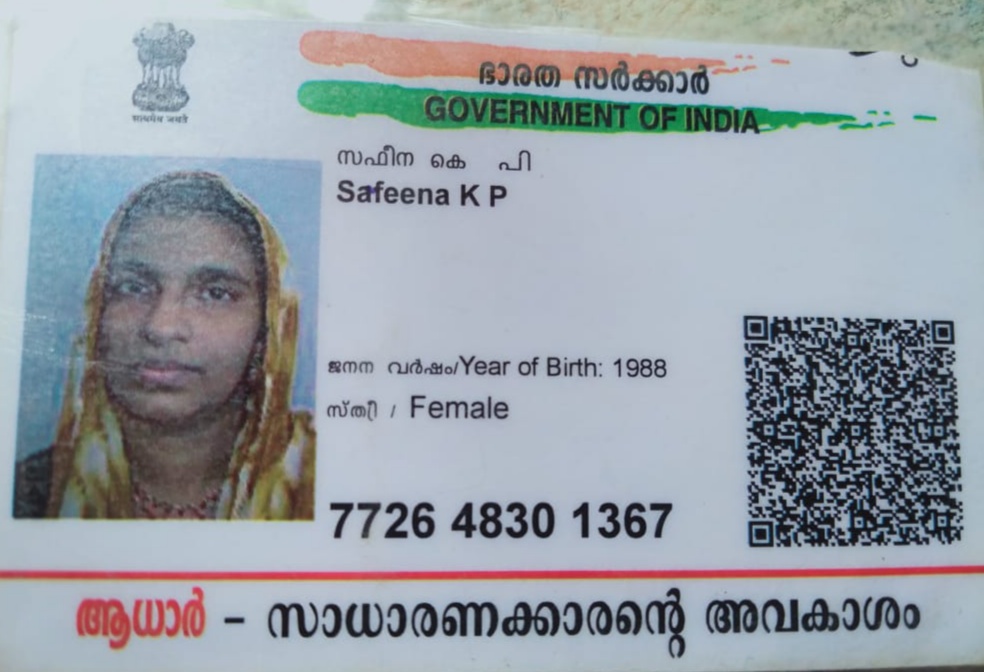 सत्यमेव जयते
ഭാരത സർക്കാർ
GOVERNMENT OF INDIA
സഫീന കെ പി
Safeena K P
ജനന വർഷം/Year of Birth: 1988
സ്ത്രീ / Female
7726 4830 1367
ആധാർ - സാധാരണക്കാരന്റെ അവകാശം